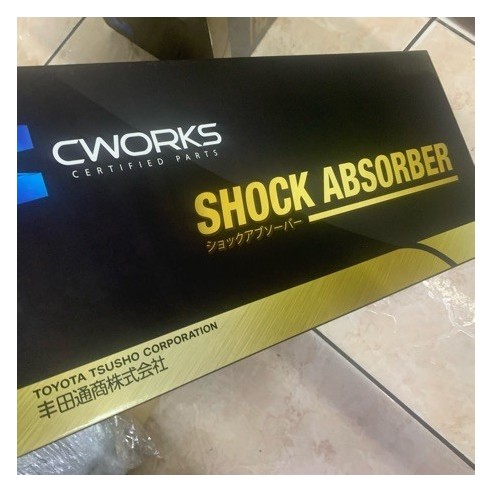 CWORKS
CERTIFIED PARTS
SHOCK ABSORBER
ショックアブソーバー
TOYOTA TSUSHO CORPORATION
丰田通商株式会社